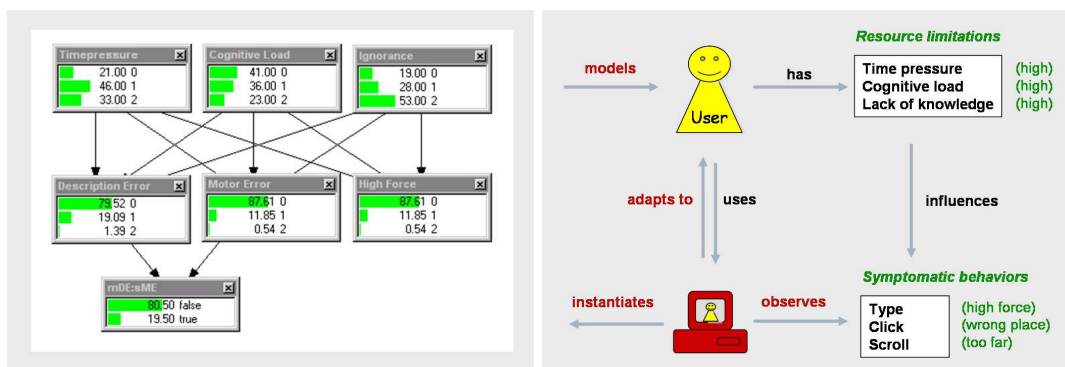 Timepressure
21.00 0
46.00 1
33.00 2
Cognitive Load
41.00 0
36.00 1
23.00 2
Ignorance
19.00 0
28.00 1
53.00 2
Description Error
79.52 0
19.09 1
1.39 2
Motor Error
87.61 0
11.85 1
0.54 2
High Force
87.61 0
11.85 1
0.54 2
mDE:sME
80.50 false
19.50 true
models
User
has
Resource limitations
Time pressure (high)
Cognitive load (high)
Lack of knowledge (high)
adapts to
uses
influences
instantiates
observes
Symptomatic behaviors
Type (high force)
Click (wrong place)
Scroll (too far)